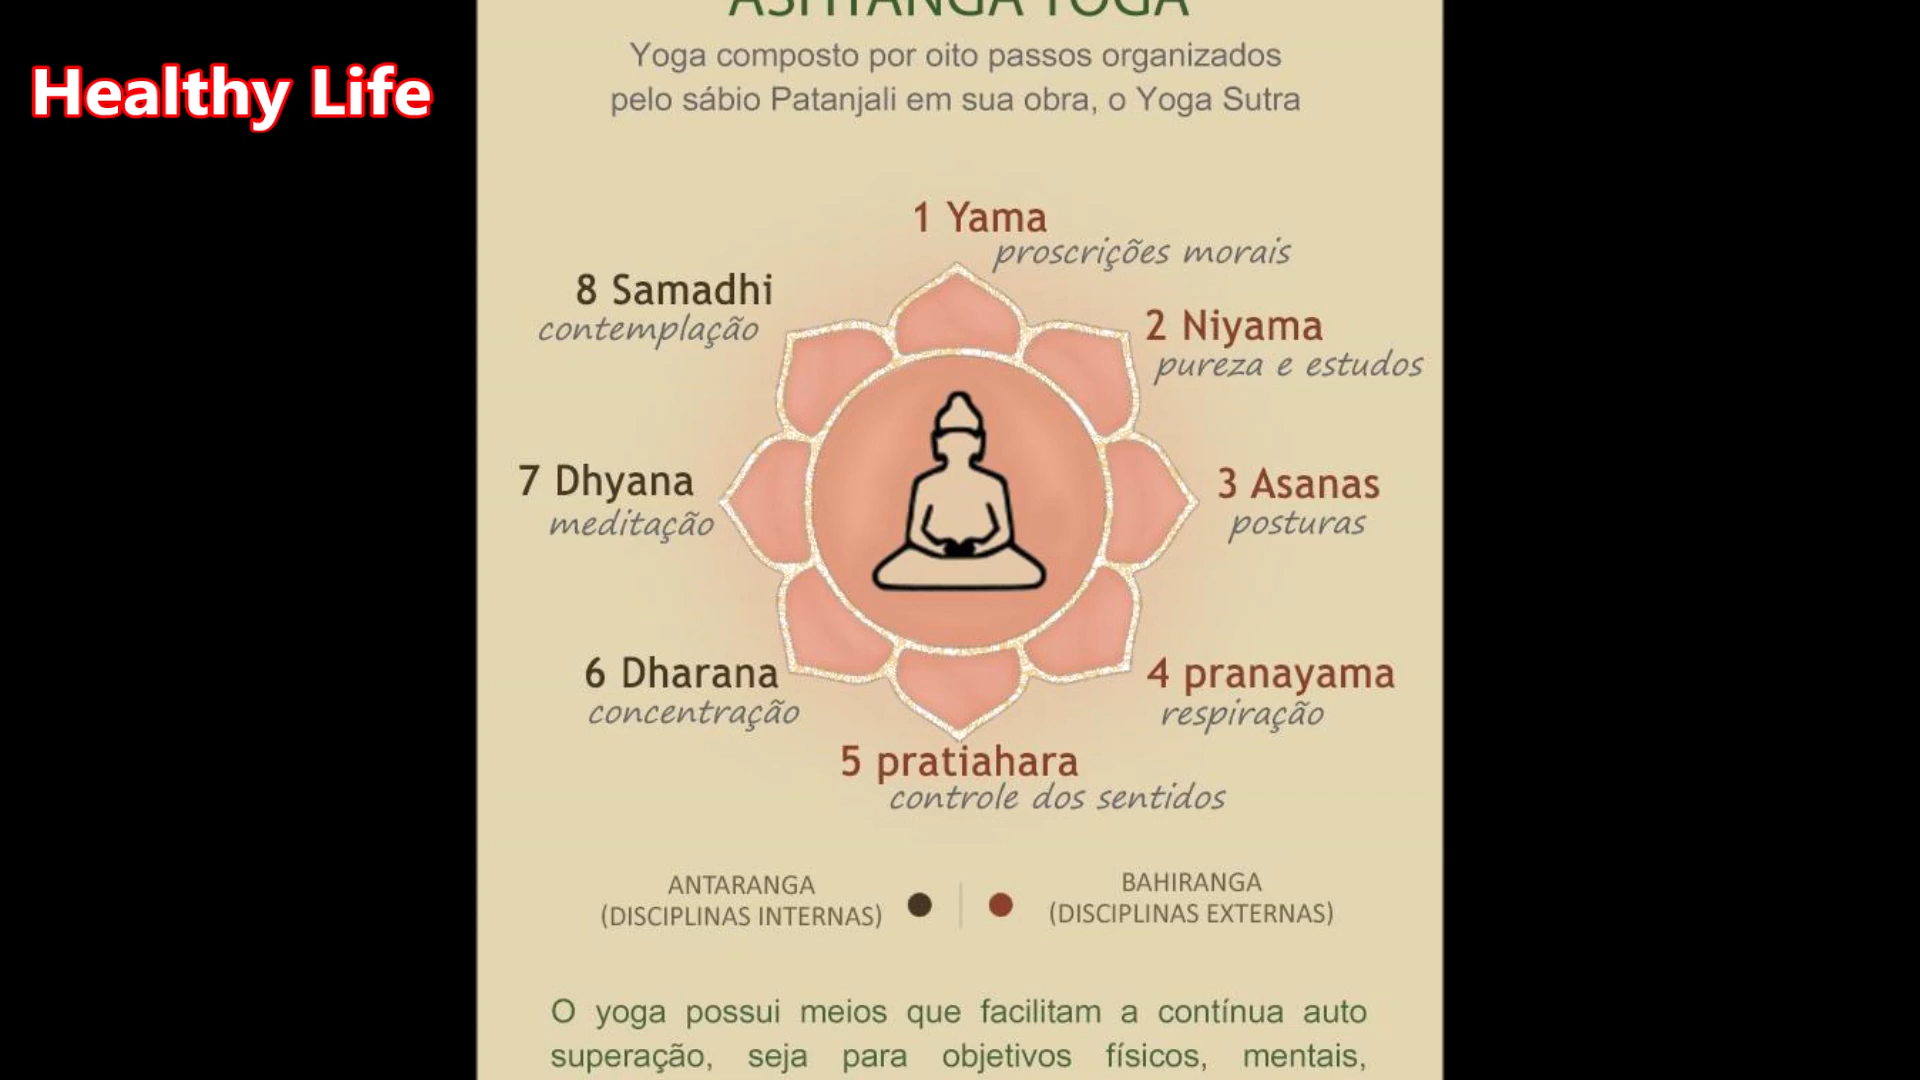 ASHTANGA YOGA
Healthy Life
Yoga composto por oito passos organizados
pelo sábio Patanjali em sua obra, o Yoga Sutra
1 Yama
proscrições morais
2 Niyama
pureza e estudos
3 Asanas
posturas
4 pranayama
respiração
5 pratiahara
controle dos sentidos
6 Dharana
concentração
7 Dhyana
meditação
8 Samadhi
contemplação
ANTARANGA
(DISCIPLINAS INTERNAS)
BAHIRANGA
(DISCIPLINAS EXTERNAS)
O yoga possui meios que facilitam a contínua auto
superação, seja para objetivos físicos, mentais,